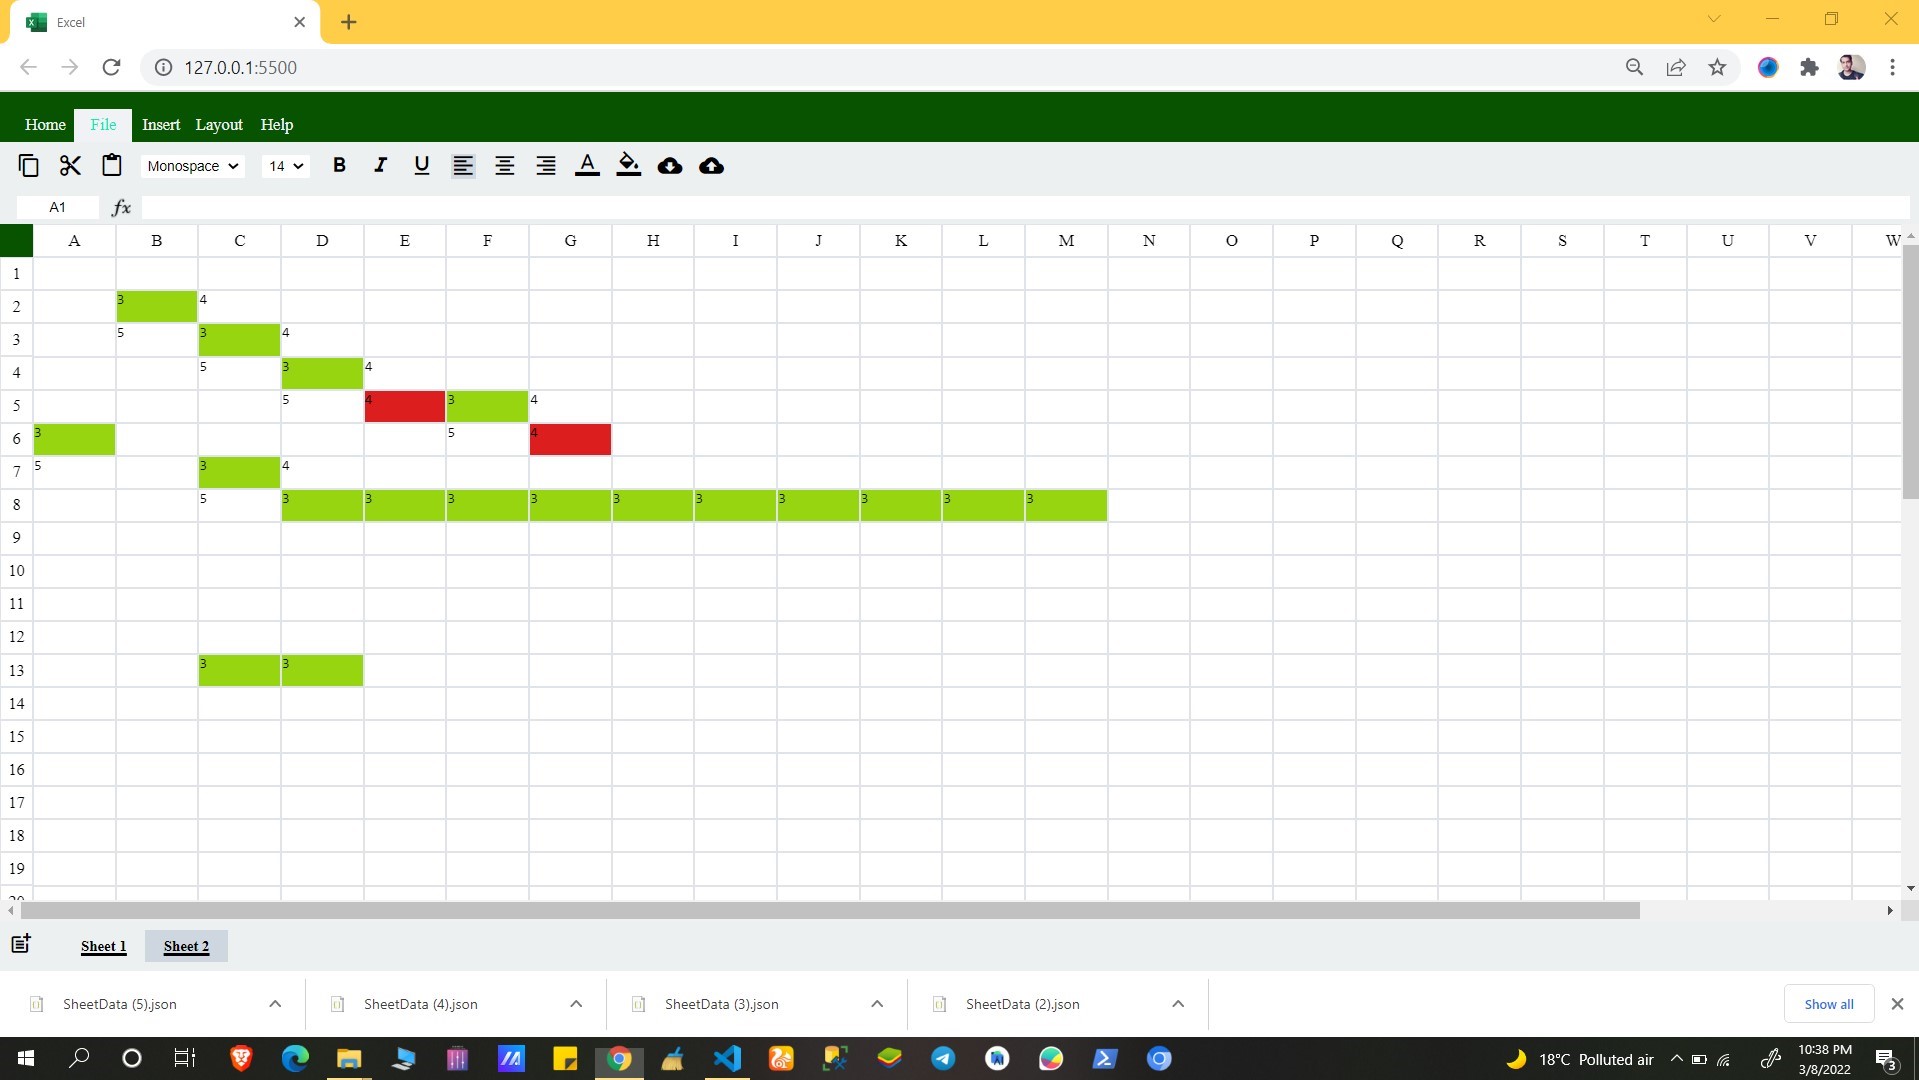 Excel
127.0.0.1:5500
Home File Insert Layout Help
Monospace 14 B I U A
A1 fx
A B C D E F G H I J K L M N O P Q R S T U V W
1
2 3 4
3 5 3 4
4 5 3 4
5 5 4 3 4
6 3 5 4
7 5 3 4
8 5 3 3 3 3 3 3 3 3 3 3
9
10
11
12
13 3 3
14
15
16
17
18
19
20
Sheet 1 Sheet 2
SheetData (5).json SheetData (4).json SheetData (3).json SheetData (2).json Show all
18°C Polluted air 10:38 PM
3/8/2022 3